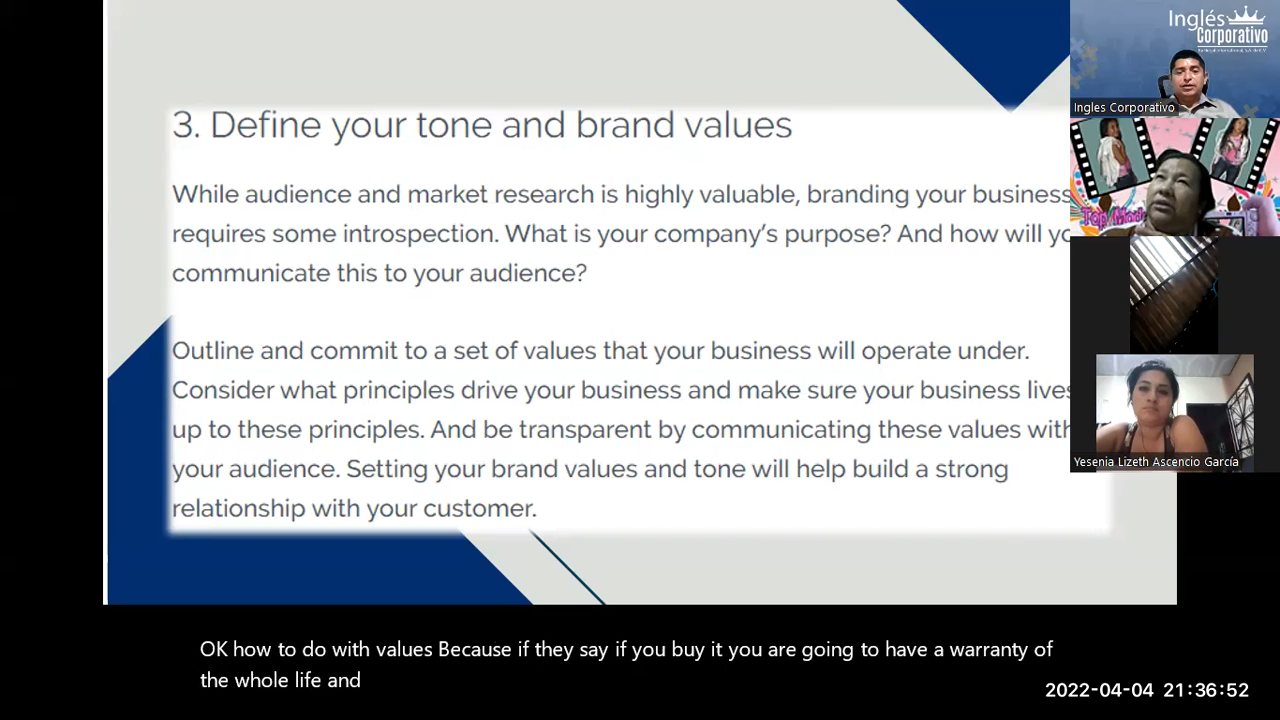 3. Define your tone and brand values
While audience and market research is highly valuable, branding your business
requires some introspection. What is your company's purpose? And how will yo
communicate this to your audience?
Outline and commit to a set of values that your business will operate under.
Consider what principles drive your business and make sure your business lives
up to these principles. And be transparent by communicating these values with
your audience. Setting your brand values and tone will help build a strong
relationship with your customer.
Inglés
Corporativo
Ingles Corporativo
Top Mode
Yesenia Lizeth Ascencio García
OK how to do with values Because if they say if you buy it you are going to have a warranty of
the whole life and
2022-04-04 21:36:52